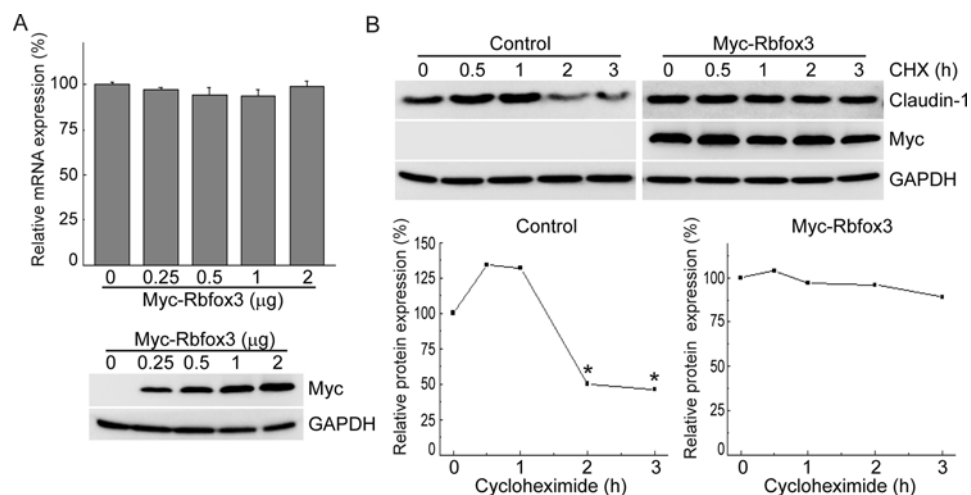 A
Relative mRNA expression (%)
100
75
50
25
0
0 0.25 0.5 1 2
Myc-Rbfox3 (μg)
Myc-Rbfox3 (μg)
0 0.25 0.5 1 2
Myc
GAPDH
B
Control Myc-Rbfox3
0 0.5 1 2 3 0 0.5 1 2 3 CHX (h)
Claudin-1
Myc
GAPDH
Control
Relative protein expression (%)
150
125
100
75
50
25
0
* *
0 1 2 3
Cycloheximide (h)
Myc-Rbfox3
Relative protein expression (%)
100
75
50
25
0
0 1 2 3
Cycloheximide (h)